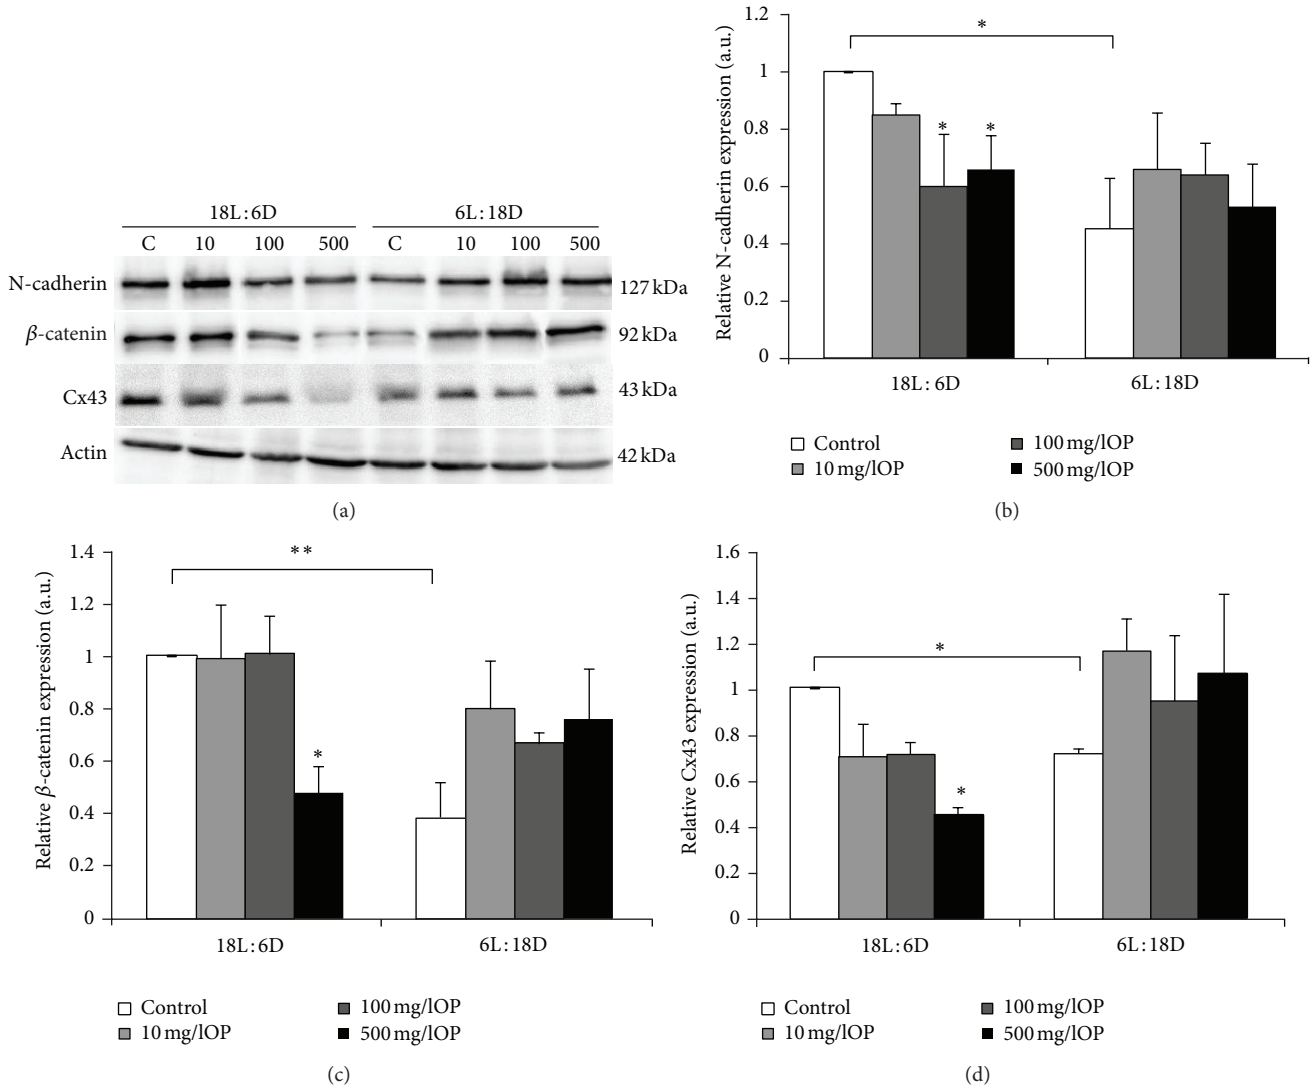 18L:6D 6L:18D
C 10 100 500 C 10 100 500
N-cadherin 127 kDa
β-catenin 92 kDa
Cx43 43 kDa
Actin 42 kDa
(a)
Relative N-cadherin expression (a.u.)
1.2
1
0.8
0.6
0.4
0.2
0
*
* *
18L:6D 6L:18D
Control 100 mg/lOP
10 mg/lOP 500 mg/lOP
(b)
Relative β-catenin expression (a.u.)
1.4
1.2
1
0.8
0.6
0.4
0.2
0
**
*
18L:6D 6L:18D
Control 100 mg/lOP
10 mg/lOP 500 mg/lOP
(c)
Relative Cx43 expression (a.u.)
1.6
1.4
1.2
1
0.8
0.6
0.4
0.2
0
*
*
18L:6D 6L:18D
Control 100 mg/lOP
10 mg/lOP 500 mg/lOP
(d)